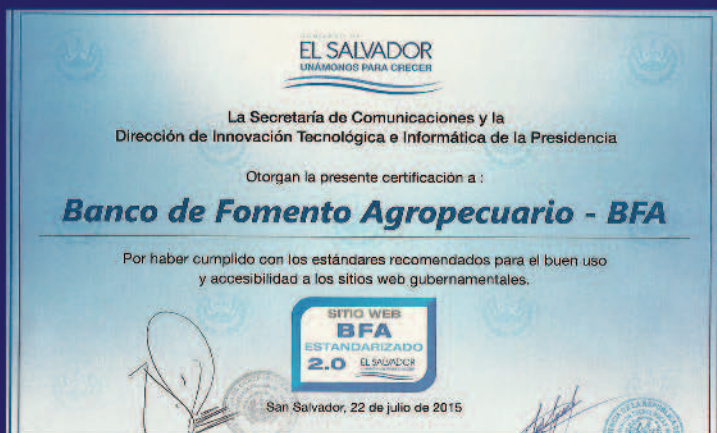 GOBIERNO DE
EL SALVADOR
UNÁMONOS PARA CRECER
La Secretaría de Comunicaciones y la
Dirección de Innovación Tecnológica e Informática de la Presidencia
Otorgan la presente certificación a :
Banco de Fomento Agropecuario - BFA
Por haber cumplido con los estándares recomendados para el buen uso
y accesibilidad a los sitios web gubernamentales.
SITIO WEB
BFA
ESTANDARIZADO
2.0 EL SALVADOR
San Salvador, 22 de julio de 2015